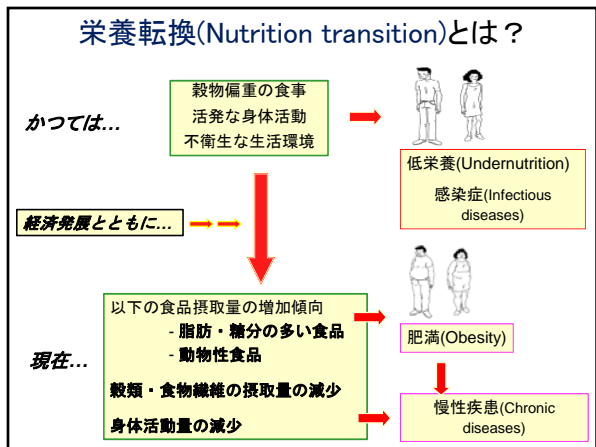 栄養転換(Nutrition transition)とは？
かつては…
穀物偏重の食事
活発な身体活動
不衛生な生活環境
低栄養(Undernutrition)
感染症(Infectious
diseases)
経済発展とともに…
現在…
以下の食品摂取量の増加傾向
- 脂肪・糖分の多い食品
- 動物性食品
穀類・食物繊維の摂取量の減少
身体活動量の減少
肥満(Obesity)
慢性疾患(Chronic
diseases)